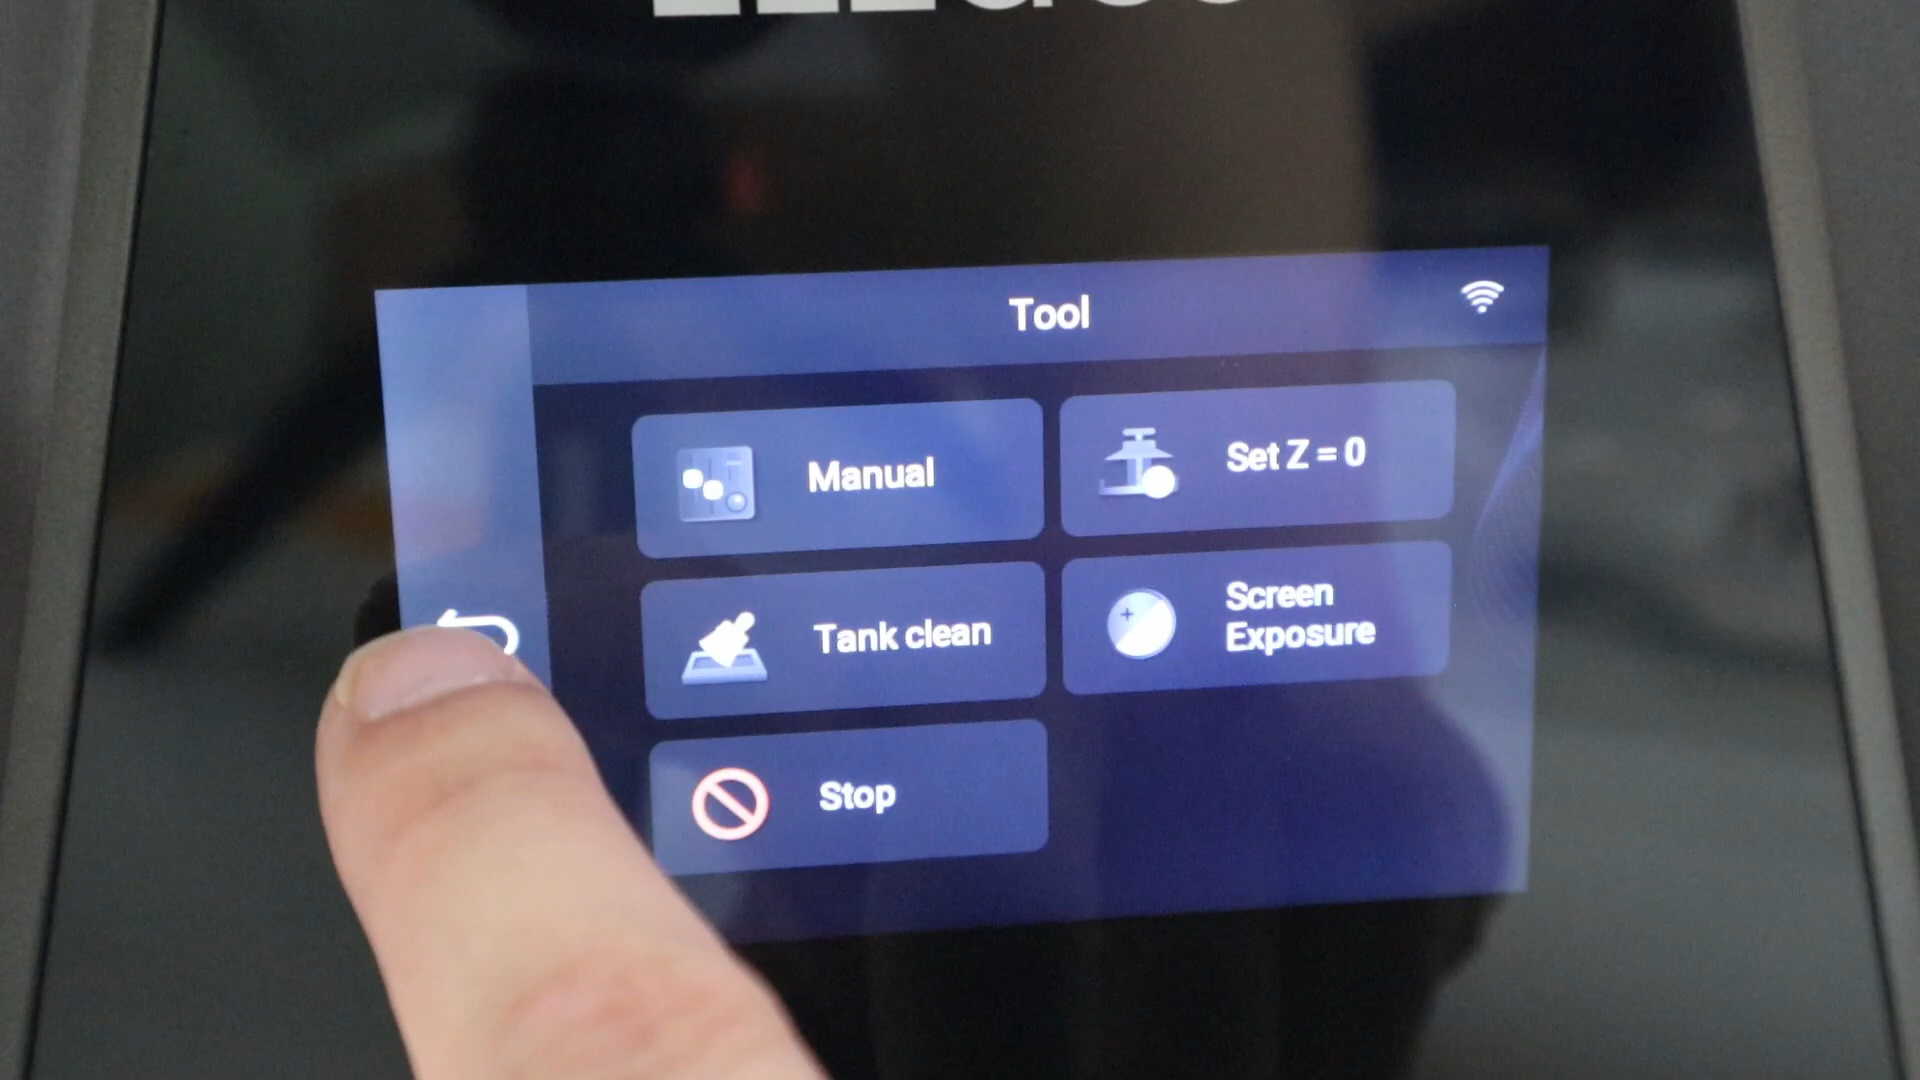 Tool
Manual
Set Z = 0
Tank clean
Screen
Exposure
Stop